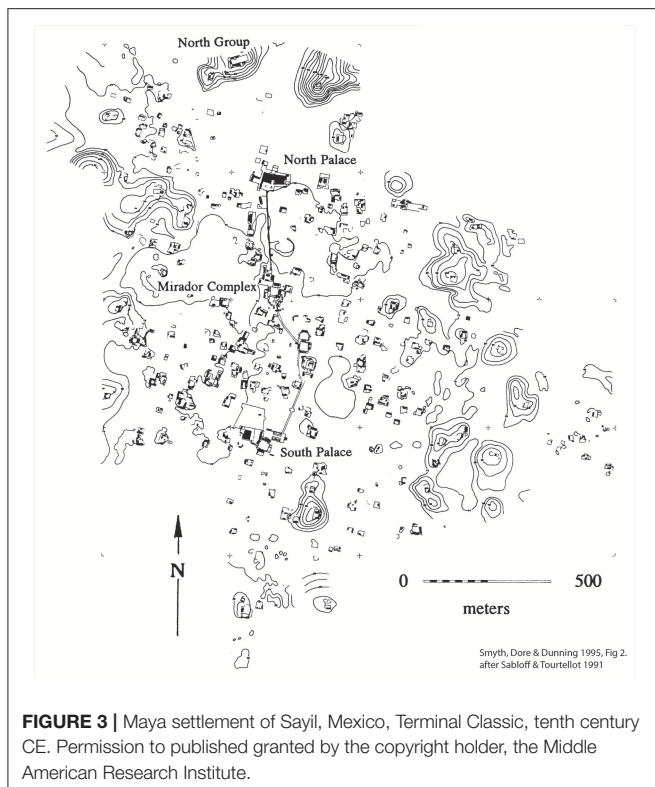 North Group
North Palace
Mirador Complex
South Palace
N
0 500
meters
Smyth, Dore & Dunning 1995, Fig 2.
after Sabloff & Tourtellot 1991
FIGURE 3 | Maya settlement of Sayil, Mexico, Terminal Classic, tenth century
CE. Permission to published granted by the copyright holder, the Middle
American Research Institute.